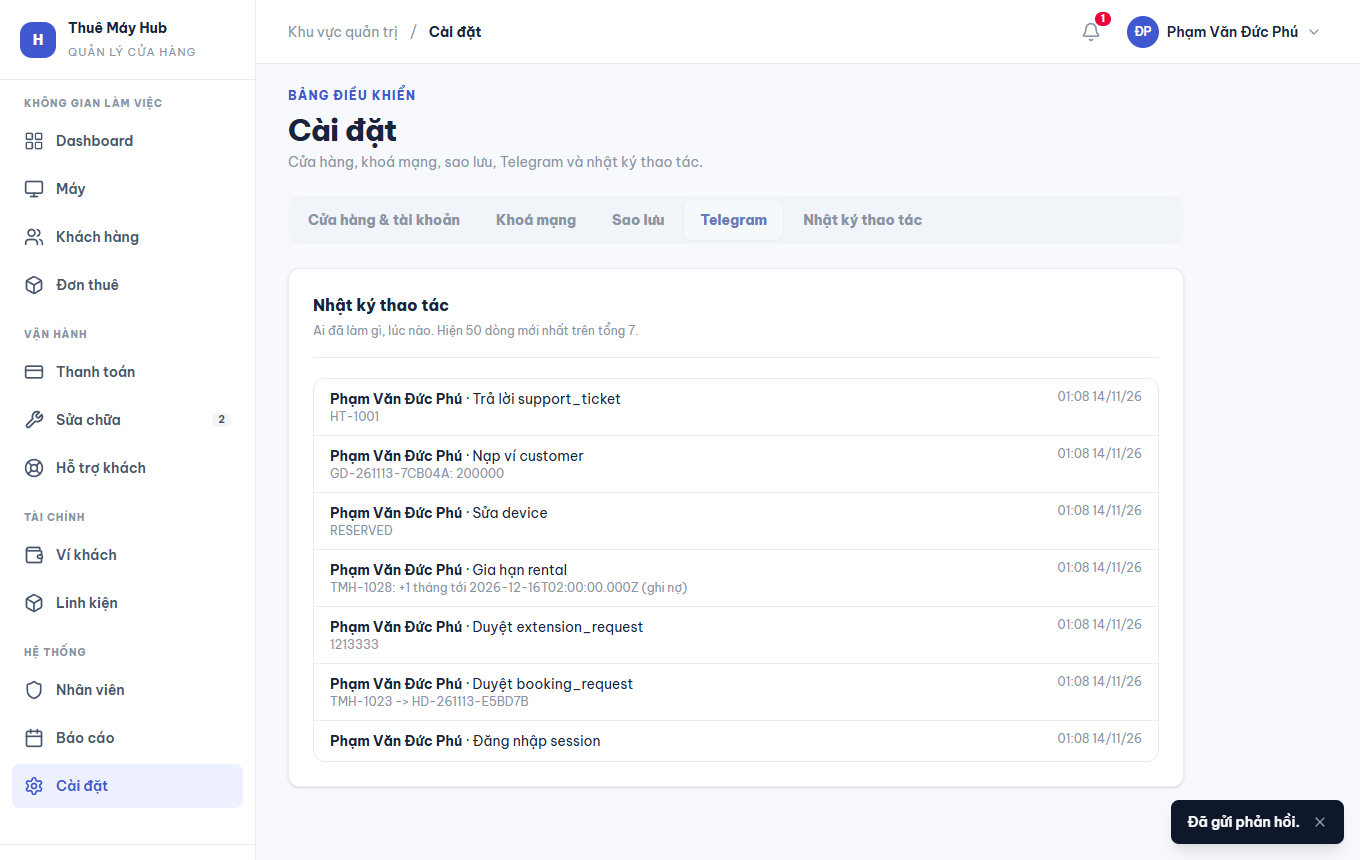 H
Thuê Máy Hub
QUẢN LÝ CỬA HÀNG
KHÔNG GIAN LÀM VIỆC
Dashboard
Máy
Khách hàng
Đơn thuê
VẬN HÀNH
Thanh toán
Sửa chữa
2
Hỗ trợ khách
TÀI CHÍNH
Ví khách
Linh kiện
HỆ THỐNG
Nhân viên
Báo cáo
Cài đặt
Khu vực quản trị / Cài đặt
1
ĐP
Phạm Văn Đức Phú
BẢNG ĐIỀU KHIỂN
Cài đặt
Cửa hàng, khoá mạng, sao lưu, Telegram và nhật ký thao tác.
Cửa hàng & tài khoản
Khoá mạng
Sao lưu
Telegram
Nhật ký thao tác
Nhật ký thao tác
Ai đã làm gì, lúc nào. Hiện 50 dòng mới nhất trên tổng 7.
Phạm Văn Đức Phú · Trả lời support_ticket
01:08 14/11/26
HT-1001
Phạm Văn Đức Phú · Nạp ví customer
01:08 14/11/26
GD-261113-7CB04A: 200000
Phạm Văn Đức Phú · Sửa device
01:08 14/11/26
RESERVED
Phạm Văn Đức Phú · Gia hạn rental
01:08 14/11/26
TMH-1028: +1 tháng tới 2026-12-16T02:00:00.000Z (ghi nợ)
Phạm Văn Đức Phú · Duyệt extension_request
01:08 14/11/26
1213333
Phạm Văn Đức Phú · Duyệt booking_request
01:08 14/11/26
TMH-1023 -> HD-261113-E5BD7B
Phạm Văn Đức Phú · Đăng nhập session
01:08 14/11/26
Đã gửi phản hồi.